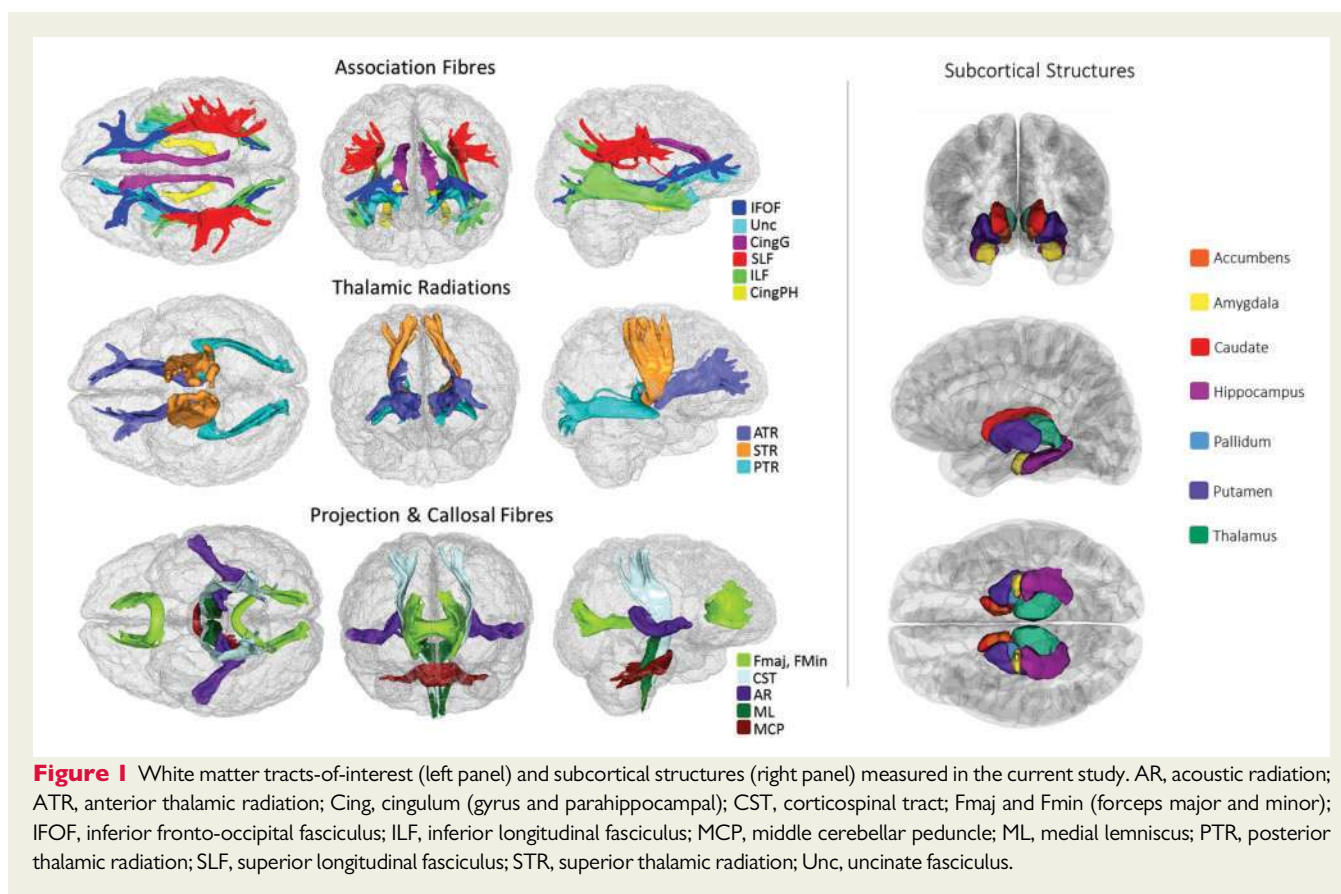 Association Fibres
IFOF
Unc
CingG
SLF
ILF
CingPH
Thalamic Radiations
ATR
STR
PTR
Projection & Callosal Fibres
Fmaj, FMin
CST
AR
ML
MCP
Subcortical Structures
Accumbens
Amygdala
Caudate
Hippocampus
Pallidum
Putamen
Thalamus
Figure 1 White matter tracts-of-interest (left panel) and subcortical structures (right panel) measured in the current study. AR, acoustic radiation;
ATR, anterior thalamic radiation; Cing, cingulum (gyrus and parahippocampal); CST, corticospinal tract; Fmaj and Fmin (forceps major and minor);
IFOF, inferior fronto-occipital fasciculus; ILF, inferior longitudinal fasciculus; MCP, middle cerebellar peduncle; ML, medial lemniscus; PTR, posterior
thalamic radiation; SLF, superior longitudinal fasciculus; STR, superior thalamic radiation; Unc, uncinate fasciculus.